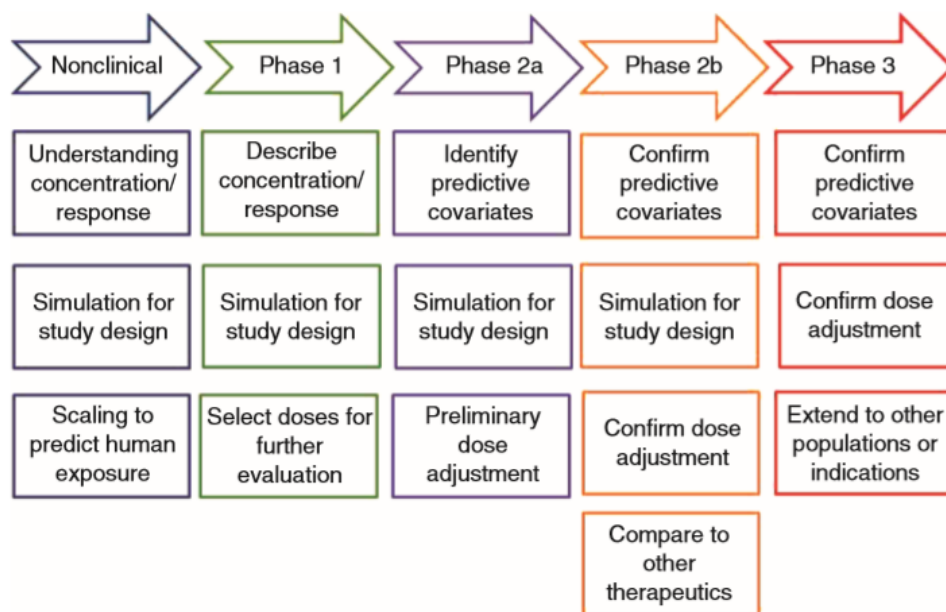 Nonclinical
Phase 1
Phase 2a
Phase 2b
Phase 3
Understanding
concentration/
response
Describe
concentration/
response
Identify
predictive
covariates
Confirm
predictive
covariates
Confirm
predictive
covariates
Simulation for
study design
Simulation for
study design
Simulation for
study design
Simulation for
study design
Confirm dose
adjustment
Scaling to
predict human
exposure
Select doses for
further
evaluation
Preliminary
dose
adjustment
Confirm dose
adjustment
Extend to other
populations or
indications
Compare to
other
therapeutics